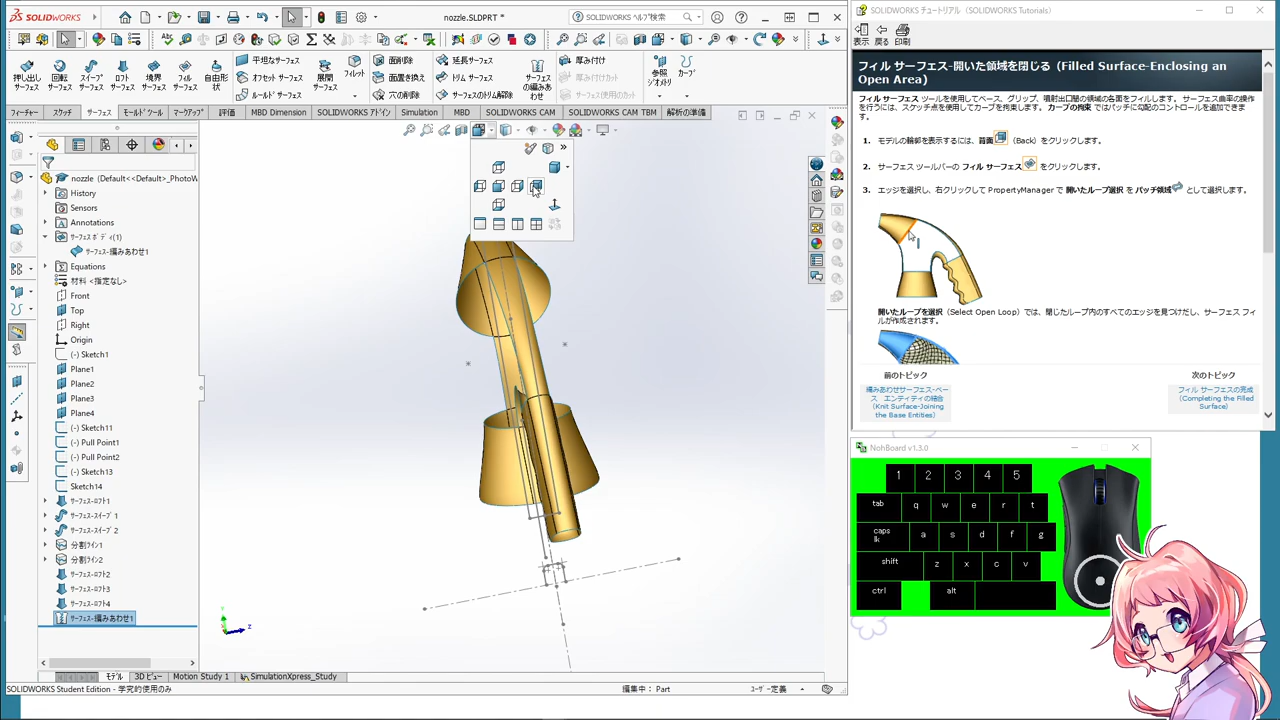 SOLIDWORKS
nozzle.SLDPRT *
SOLIDWORKS ヘルプ検索
押し出しサーフェス
回転サーフェス
スイープサーフェス
ロフトサーフェス
境界サーフェス
フィルサーフェス
自由形状
平坦なサーフェス
オフセット サーフェス
ルールド サーフェス
展開サーフェス
フィレット
面削除
面置き換え
穴の削除
延長サーフェス
トリム サーフェス
サーフェスのトリム解除
サーフェスの編みあわせ
厚み付け
厚み付けカット
サーフェス使用のカット
参照ジオメトリ
カーブ
フィーチャー
スケッチ
サーフェス
モールドツール
マークアップ
評価
MBD Dimension
SOLIDWORKS アドイン
Simulation
MBD
SOLIDWORKS CAM
SOLIDWORKS CAM TBM
解析の準備
nozzle (Default<<Default>_PhotoW
History
Sensors
Annotations
サーフェス ボディ(1)
サーフェス-編みあわせ1
Equations
材料 <指定なし>
Front
Top
Right
Origin
(-) Sketch1
Plane1
Plane2
Plane3
Plane4
(-) Sketch11
(-) Pull Point1
(-) Pull Point2
(-) Sketch13
Sketch14
サーフェス-ロフト1
サーフェス-スイープ1
サーフェス-スイープ2
分割ライン1
分割ライン2
サーフェス-ロフト2
サーフェス-ロフト3
サーフェス-ロフト4
サーフェス-編みあわせ1
Y
Z
モデル
3D ビュー
Motion Study 1
SimulationXpress_Study
SOLIDWORKS Student Edition - 学術的使用のみ
編集中: Part
ユーザー定義
SOLIDWORKS チュートリアル (SOLIDWORKS Tutorials)
表示 戻る 印刷
フィル サーフェス-開いた領域を閉じる (Filled Surface-Enclosing an
Open Area)
フィル サーフェス ツールを使用してベース、グリップ、噴射出口間の領域の各面をフィルします。 サーフェス曲率の操作
を行うには、スケッチ点を使用してカーブを拘束します。カーブの拘束 ではパッチに勾配のコントロールを追加できま
す。
1. モデルの輪郭を表示するには、背面 (Back) をクリックします。
2. サーフェス ツールバーの フィル サーフェス をクリックします。
3. エッジを選択し、右クリックして PropertyManager で 開いたループ選択 を パッチ領域 として選択します。
開いたループを選択 (Select Open Loop) では、閉じたループ内のすべてのエッジを見つけだし、サーフェス フィ
ルが作成されます。
前のトピック
編みあわせサーフェス-ベー
ス エンティティの結合
(Knit Surface-Joining
the Base Entities)
次のトピック
フィル サーフェスの完成
(Completing the Filled
Surface)
NohBoard v1.3.0
1 2 3 4 5
tab q w e r t
caps lk a s d f g
shift z x c v
ctrl alt